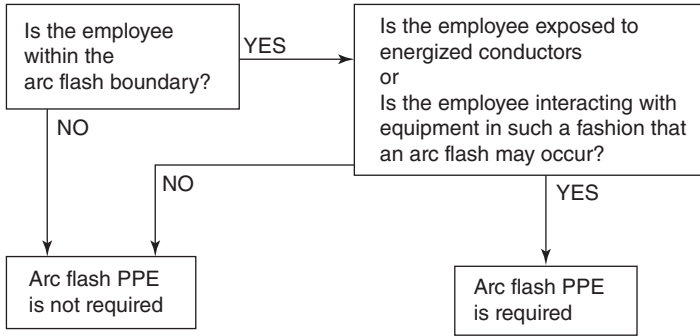 Is the employee
within the
arc flash boundary?
YES
Is the employee exposed to
energized conductors
or
Is the employee interacting with
equipment in such a fashion that
an arc flash may occur?
NO
NO
YES
Arc flash PPE
is not required
Arc flash PPE
is required